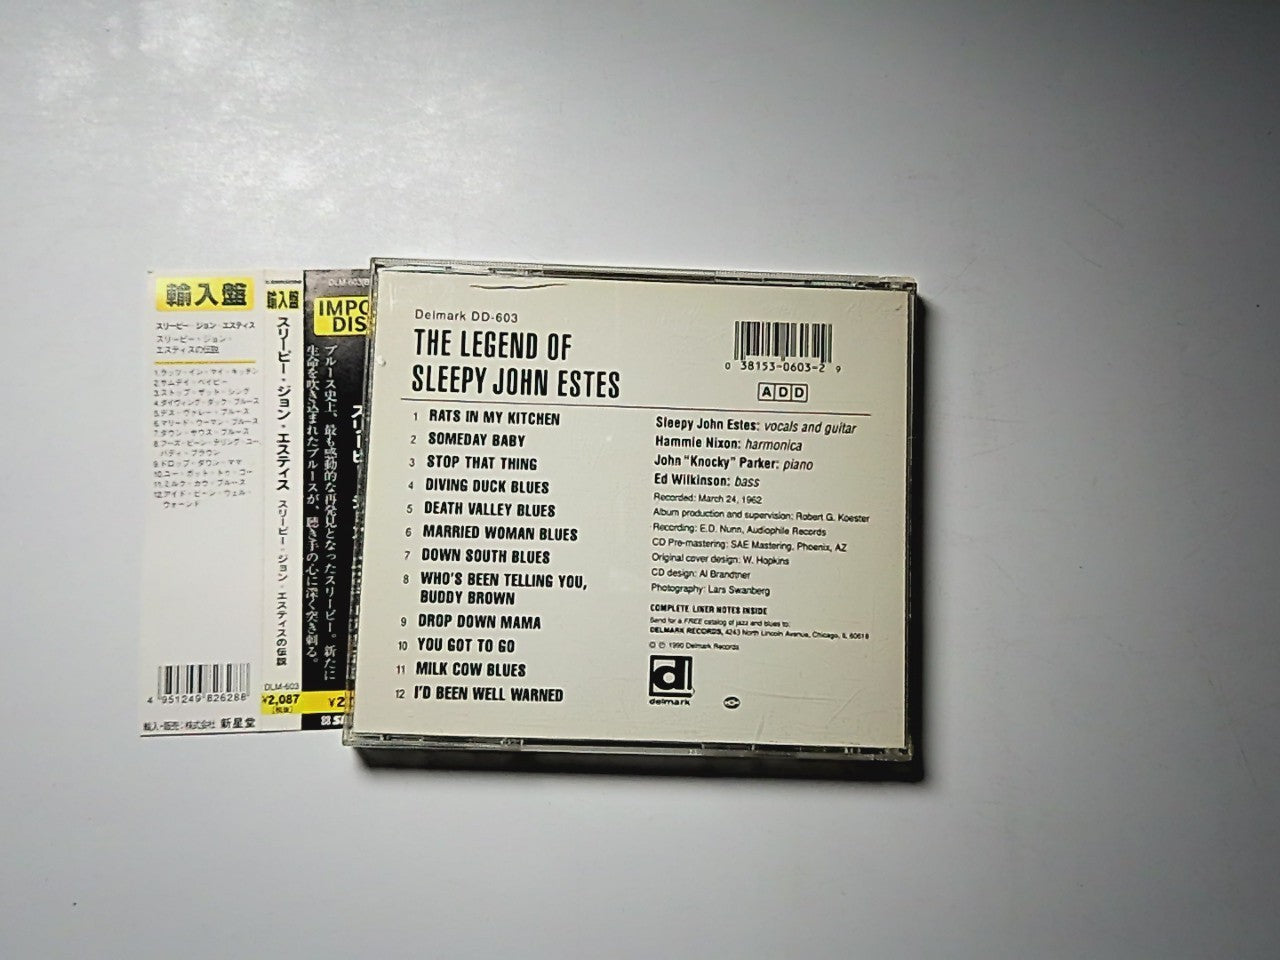 輸入盤
スリーピー・ジョン・エスティス
スリーピー・ジョン・
エスティスの伝説
1.ラッツ・イン・マイ・キッチン
2.サムデイ・ベイビー
3.ストップ・ザット・シング
4.ダイヴィング・ダック・ブルース
5.デス・ヴァレー・ブルース
6.マリード・ウーマン・ブルース
7.ダウン・サウス・ブルース
8.フーズ・ビーン・テリング・ユー、
バディ・ブラウン
9.ドロップ・ダウン・ママ
10.ユー・ガット・トゥ・ゴー
11.ミルク・カウ・ブルース
12.アイド・ビーン・ウェル・
ウォーンド
4 951249 826288
輸入・販売:株式会社 新星堂
輸入盤
スリーピー・ジョン・エスティス スリーピー・ジョン・エスティスの伝説
DLM-603
¥2,087
[税抜]
DLM-603
IMPO
DIS
ブルース史上、最も感動的な再発見となったスリーピー。新たに
生命を吹き込まれたブルースが、聴き手の心に深く突き刺る。
スリーピー
¥2
Delmark DD-603
THE LEGEND OF
SLEEPY JOHN ESTES
0 38153-0603-2 9
ADD
1 RATS IN MY KITCHEN
2 SOMEDAY BABY
3 STOP THAT THING
4 DIVING DUCK BLUES
5 DEATH VALLEY BLUES
6 MARRIED WOMAN BLUES
7 DOWN SOUTH BLUES
8 WHO'S BEEN TELLING YOU,
BUDDY BROWN
9 DROP DOWN MAMA
10 YOU GOT TO GO
11 MILK COW BLUES
12 I'D BEEN WELL WARNED
Sleepy John Estes: vocals and guitar
Hammie Nixon: harmonica
John "Knocky" Parker: piano
Ed Wilkinson: bass
Recorded: March 24, 1962
Album production and supervision: Robert G. Koester
Recording: E.D. Nunn, Audiophile Records
CD Pre-mastering: SAE Mastering, Phoenix, AZ
Original cover design: W. Hopkins
CD design: Al Brandtner
Photography: Lars Swanberg
COMPLETE LINER NOTES INSIDE
Send for a FREE catalog of jazz and blues to:
DELMARK RECORDS, 4243 North Lincoln Avenue, Chicago, IL 60618
© ℗ 1990 Delmark Records
d
delmark